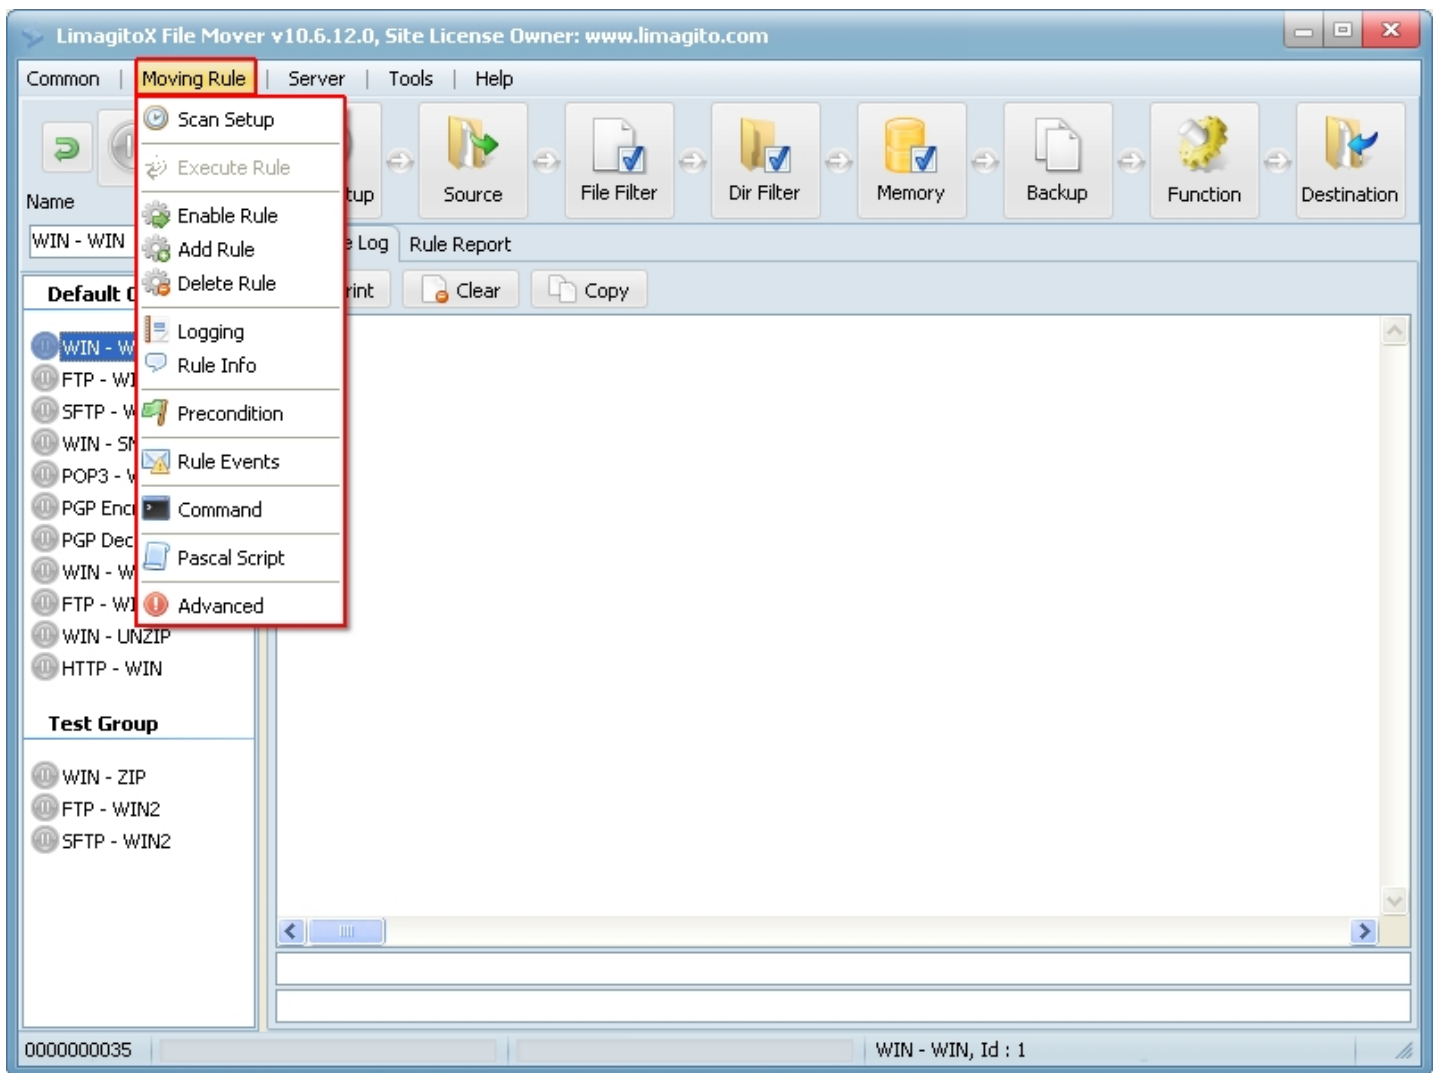 LimagitoX File Mover v10.6.12.0, Site License Owner: www.limagito.com
Common | Moving Rule | Server | Tools | Help
Scan Setup
Execute Rule
Enable Rule
Add Rule
Delete Rule
Logging
Rule Info
Precondition
Rule Events
Command
Pascal Script
Advanced
tup
Source
File Filter
Dir Filter
Memory
Backup
Function
Destination
Name
WIN - WIN
e Log
Rule Report
rint
Clear
Copy
Default
WIN - W
FTP - WI
SFTP - W
WIN - SM
POP3 - W
PGP Enc
PGP Dec
WIN - W
FTP - WI
WIN - UNZIP
HTTP - WIN
Test Group
WIN - ZIP
FTP - WIN2
SFTP - WIN2
0000000035
WIN - WIN, Id : 1